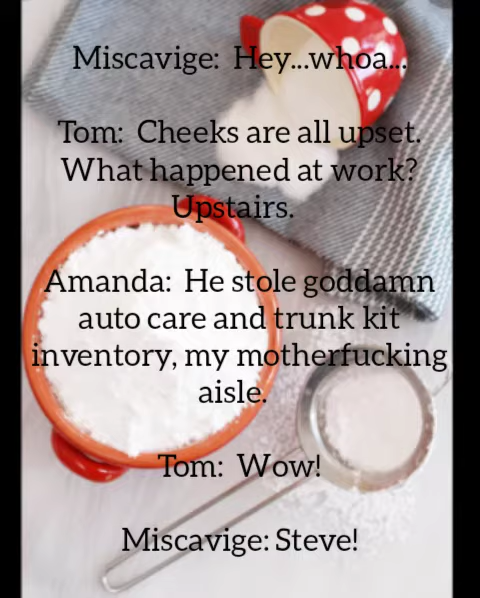 Miscavige: Hey...whoa...
Tom: Cheeks are all upset.
What happened at work?
Upstairs.
Amanda: He stole goddamn
auto care and trunk kit
inventory, my motherfucking
aisle.
Tom: Wow!
Miscavige: Steve!